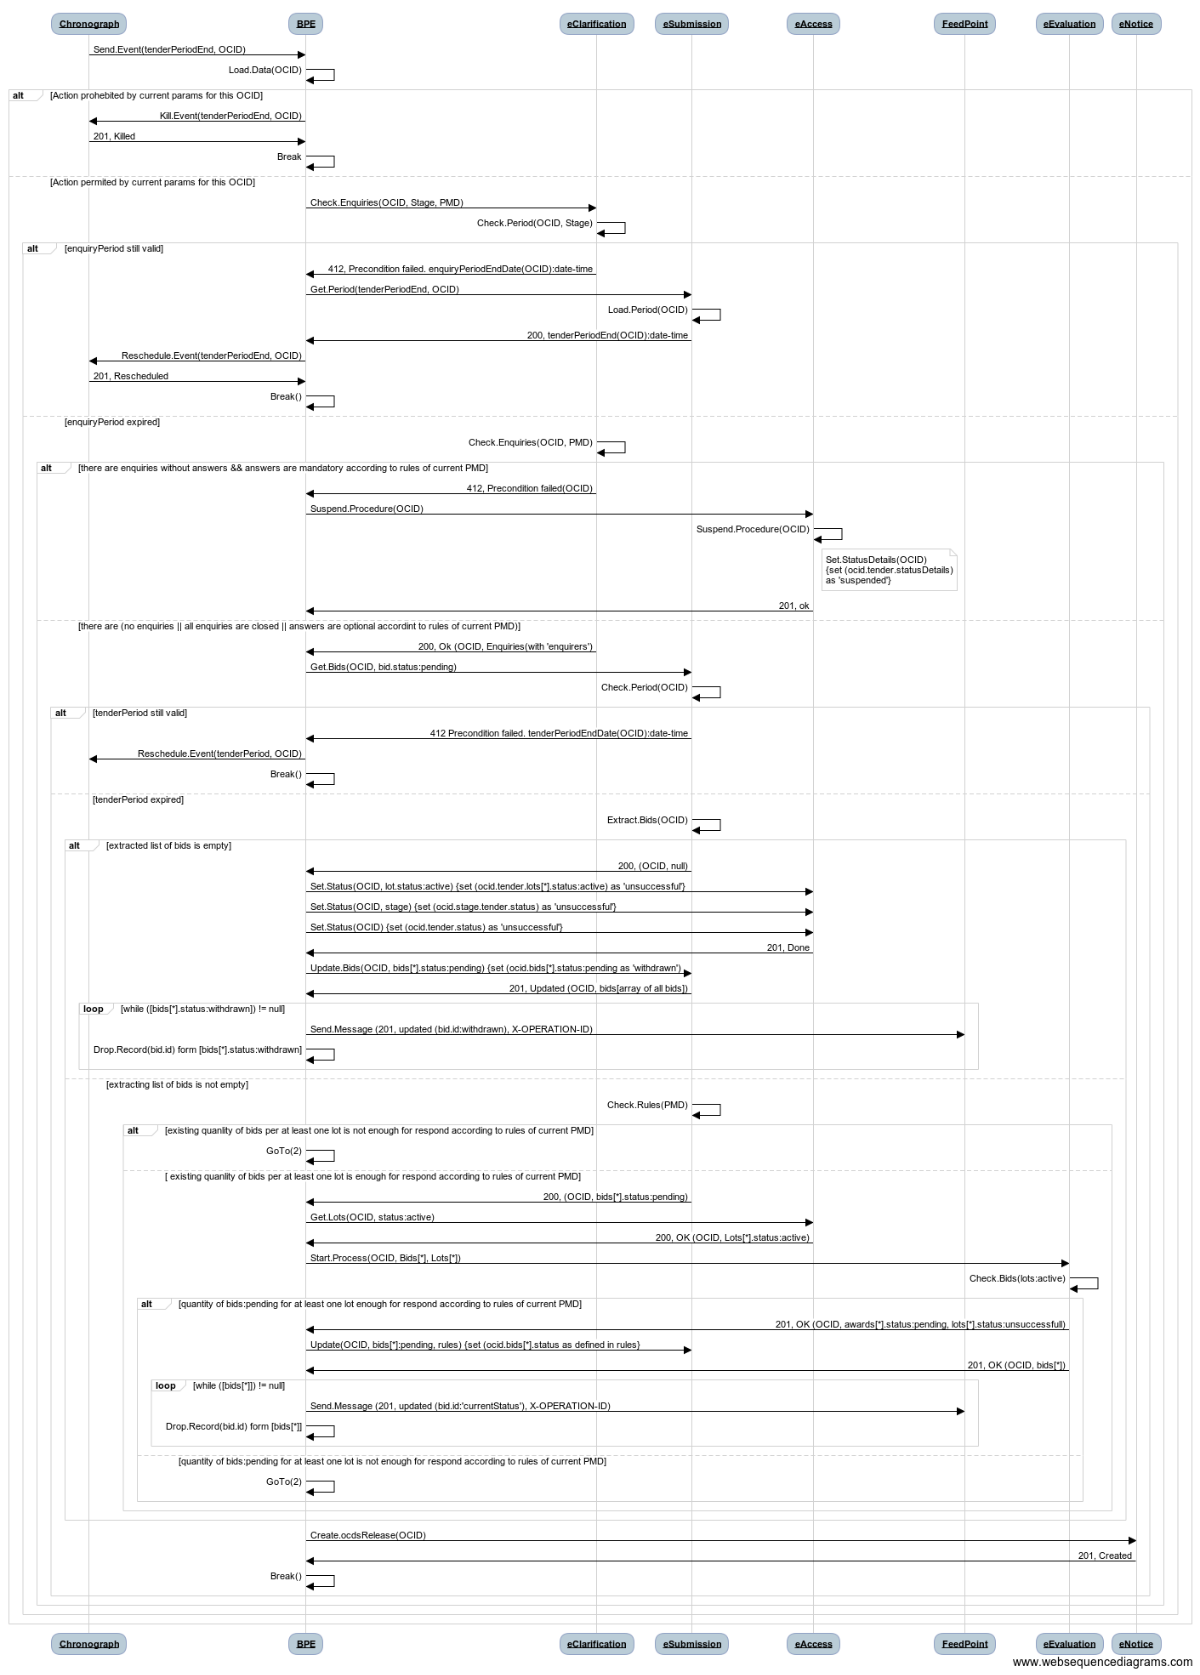 Chronograph BPE eClarification eSubmission eAccess FeedPoint eEvaluation eNotice
Send.Event(tenderPeriodEnd, OCID)
Load.Data(OCID)
alt [Action prohebited by current params for this OCID]
Kill.Event(tenderPeriodEnd, OCID)
201, Killed
Break
[Action permited by current params for this OCID]
Check.Enquiries(OCID, Stage, PMD)
Check.Period(OCID, Stage)
alt [enquiryPeriod still valid]
412, Precondition failed. enquiryPeriodEndDate(OCID):date-time
Get.Period(tenderPeriodEnd, OCID)
Load.Period(OCID)
200, tenderPeriodEnd(OCID):date-time
Reschedule.Event(tenderPeriodEnd, OCID)
201, Rescheduled
Break()
[enquiryPeriod expired]
Check.Enquiries(OCID, PMD)
alt [there are enquiries without answers && answers are mandatory according to rules of current PMD]
412, Precondition failed(OCID)
Suspend.Procedure(OCID)
Suspend.Procedure(OCID)
Set.StatusDetails(OCID)
{set (ocid.tender.statusDetails)
as 'suspended'}
201, ok
[there are (no enquiries || all enquiries are closed || answers are optional accordint to rules of current PMD)]
200, Ok (OCID, Enquiries(with 'enquirers')
Get.Bids(OCID, bid.status:pending)
Check.Period(OCID)
alt [tenderPeriod still valid]
412 Precondition failed. tenderPeriodEndDate(OCID):date-time
Reschedule.Event(tenderPeriod, OCID)
Break()
[tenderPeriod expired]
Extract.Bids(OCID)
alt [extracted list of bids is empty]
200, (OCID, null)
Set.Status(OCID, lot.status:active) {set (ocid.tender.lots[*].status:active) as 'unsuccessful'}
Set.Status(OCID, stage) {set (ocid.stage.tender.status) as 'unsuccessful'}
Set.Status(OCID) {set (ocid.tender.status) as 'unsuccessful'}
201, Done
Update.Bids(OCID, bids[*].status:pending) {set (ocid.bids[*].status:pending as 'withdrawn')
201, Updated (OCID, bids[array of all bids])
loop [while ([bids[*].status:withdrawn]) != null]
Send.Message (201, updated (bid.id:withdrawn), X-OPERATION-ID)
Drop.Record(bid.id) form [bids[*].status:withdrawn]
[extracting list of bids is not empty]
Check.Rules(PMD)
alt [existing quanlity of bids per at least one lot is not enough for respond according to rules of current PMD]
GoTo(2)
[ existing quanlity of bids per at least one lot is enough for respond according to rules of current PMD]
200, (OCID, bids[*].status:pending)
Get.Lots(OCID, status:active)
200, OK (OCID, Lots[*].status:active)
Start.Process(OCID, Bids[*], Lots[*])
Check.Bids(lots:active)
alt [quantity of bids:pending for at least one lot enough for respond according to rules of current PMD]
201, OK (OCID, awards[*].status:pending, lots[*].status:unsuccessfull)
Update(OCID, bids[*]:pending, rules) {set (ocid.bids[*].status as defined in rules}
201, OK (OCID, bids[*])
loop [while ([bids[*]]) != null]
Send.Message (201, updated (bid.id:'currentStatus'), X-OPERATION-ID)
Drop.Record(bid.id) form [bids[*]]
[quantity of bids:pending for at least one lot is not enough for respond according to rules of current PMD]
GoTo(2)
Create.ocdsRelease(OCID)
201, Created
Break()
Chronograph BPE eClarification eSubmission eAccess FeedPoint eEvaluation eNotice
www.websequencediagrams.com